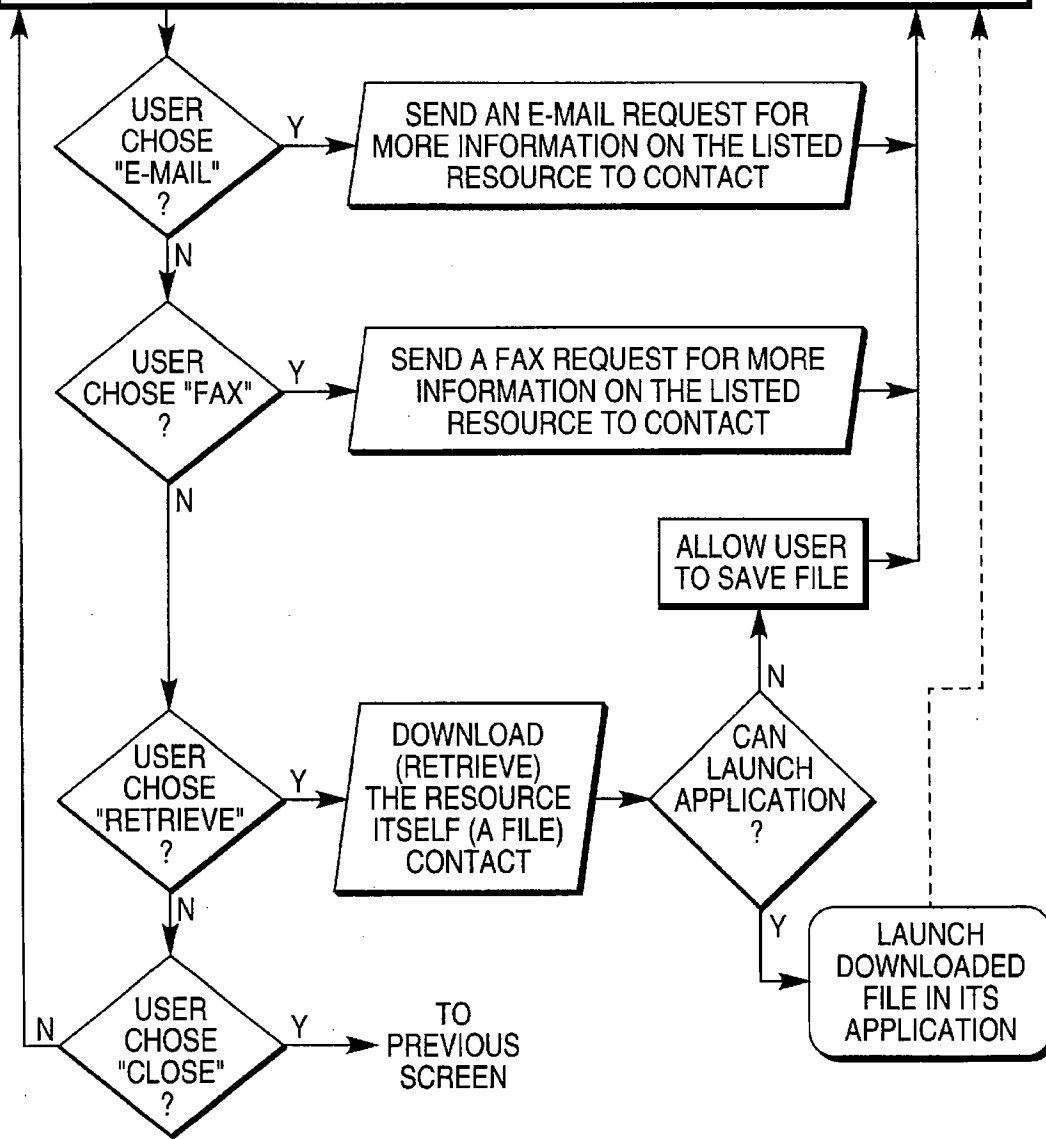 USER
CHOSE
"E-MAIL"
?
Y
SEND AN E-MAIL REQUEST FOR
MORE INFORMATION ON THE LISTED
RESOURCE TO CONTACT
N
USER
CHOSE "FAX"
?
Y
SEND A FAX REQUEST FOR MORE
INFORMATION ON THE LISTED
RESOURCE TO CONTACT
N
ALLOW USER
TO SAVE FILE
N
USER
CHOSE
"RETRIEVE"
?
Y
DOWNLOAD
(RETRIEVE)
THE RESOURCE
ITSELF (A FILE)
CONTACT
CAN
LAUNCH
APPLICATION
?
N
Y
LAUNCH
DOWNLOADED
FILE IN ITS
APPLICATION
N
USER
CHOSE
"CLOSE"
?
Y
TO
PREVIOUS
SCREEN